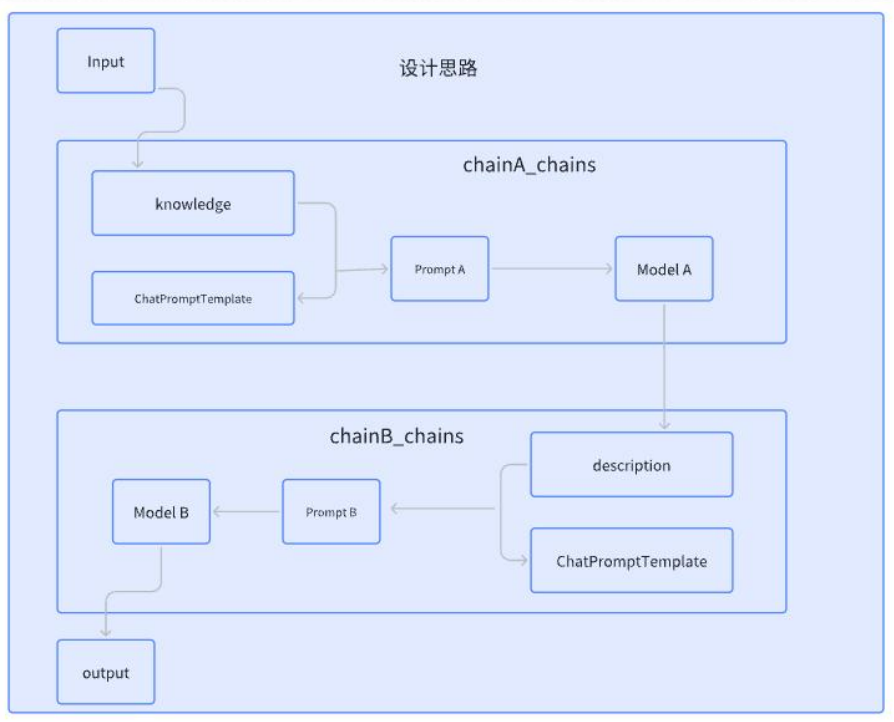 Input
设计思路
chainA_chains
knowledge
Prompt A
Model A
ChatPromptTemplate
chainB_chains
description
Model B
Prompt B
ChatPromptTemplate
output